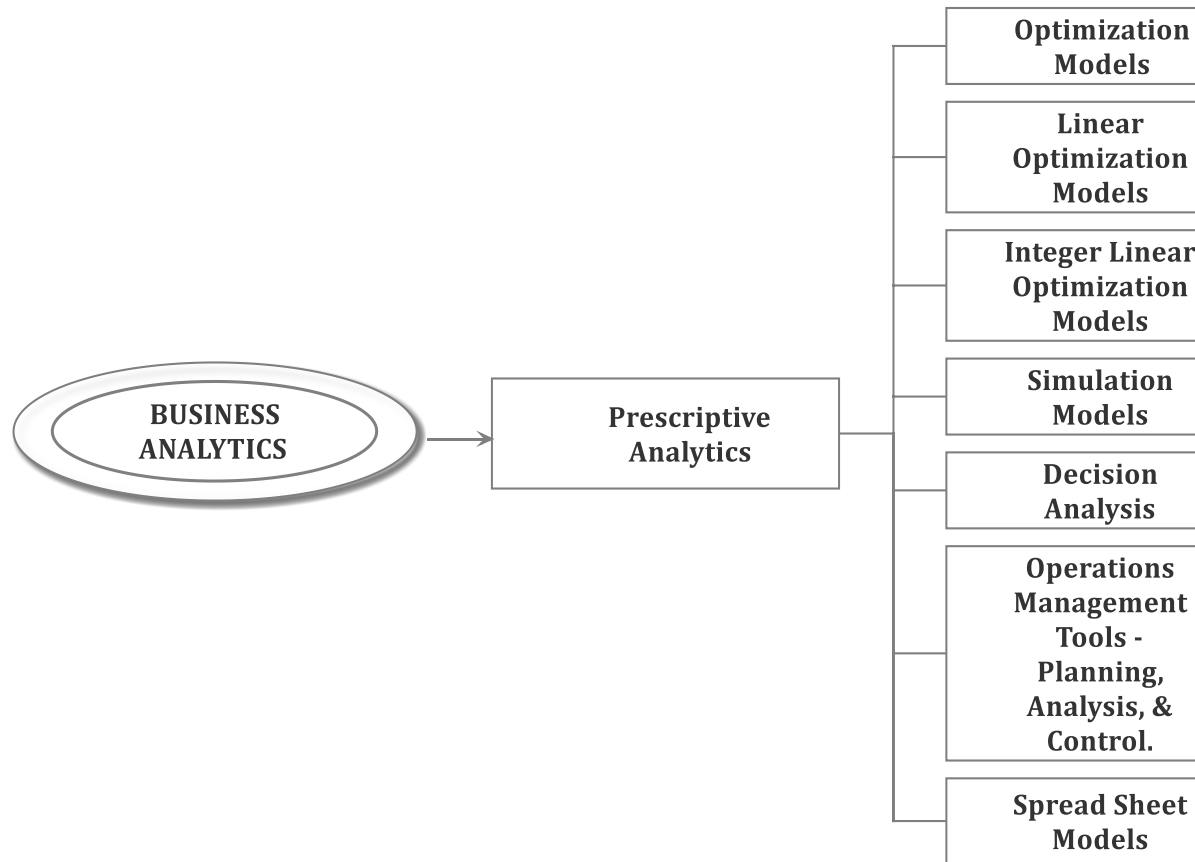 BUSINESS
ANALYTICS
Prescriptive
Analytics
Optimization
Models
Linear
Optimization
Models
Integer Linear
Optimization
Models
Simulation
Models
Decision
Analysis
Operations
Management
Tools -
Planning,
Analysis, &
Control.
Spread Sheet
Models